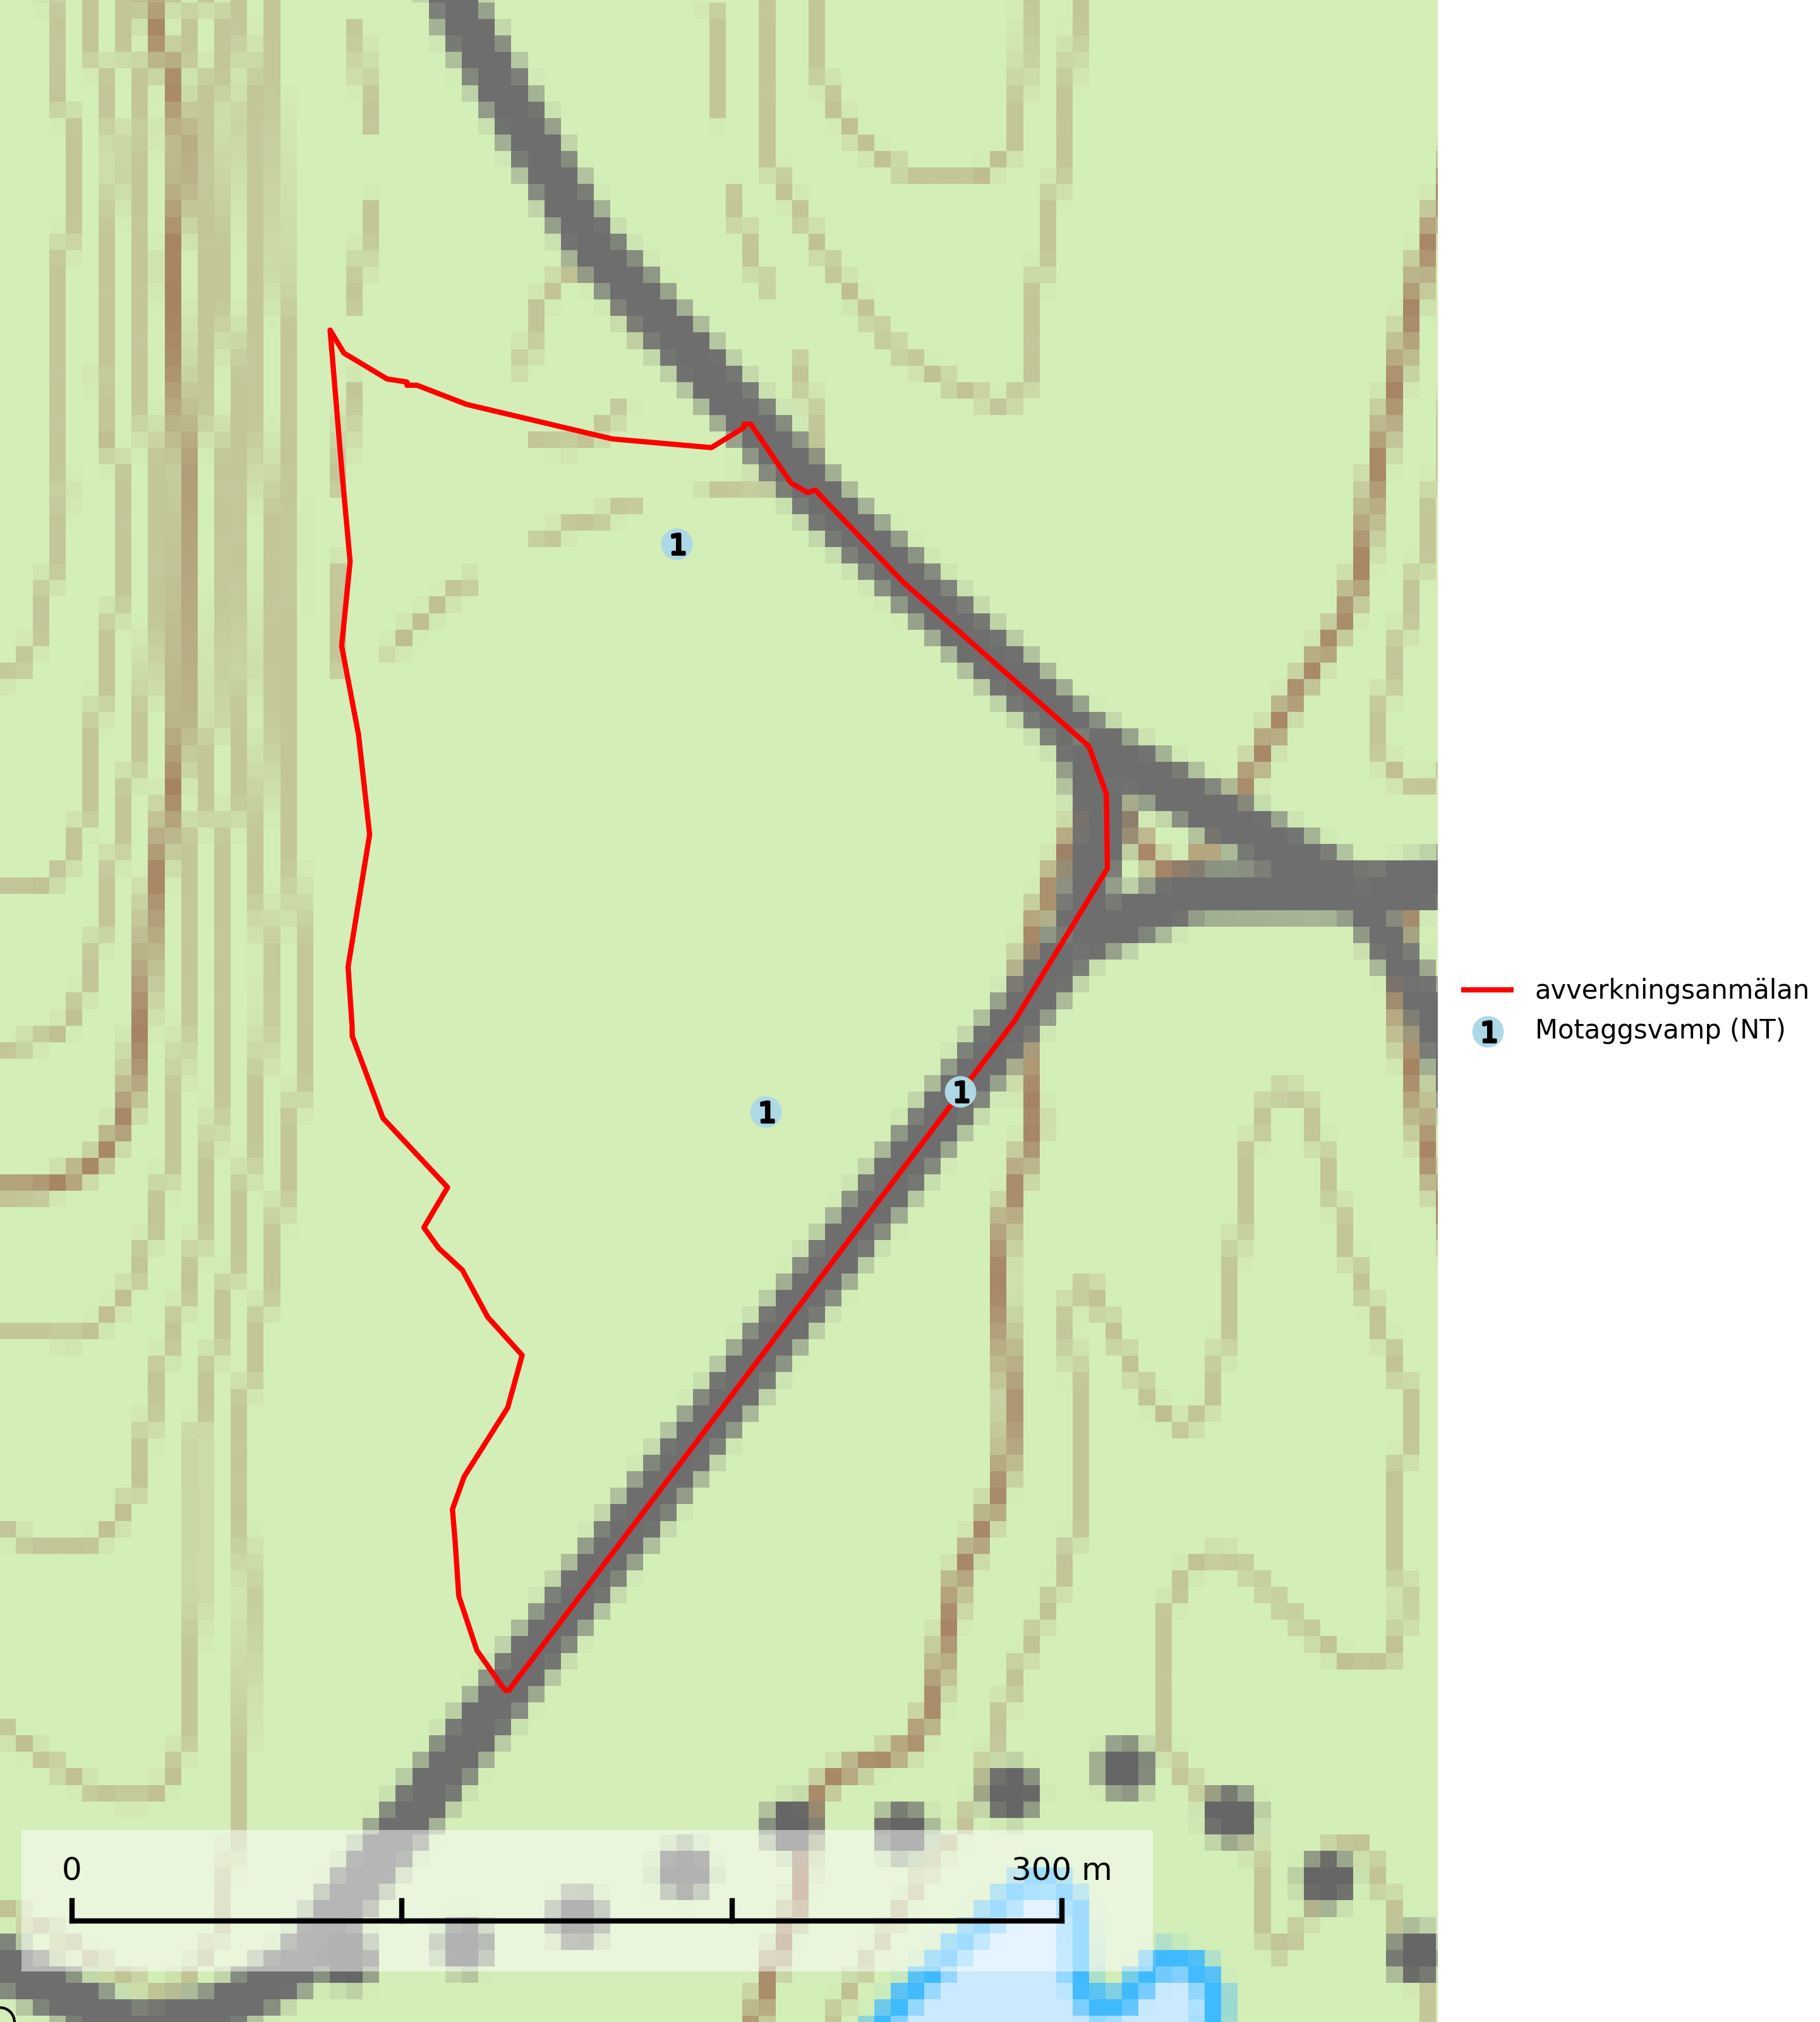 1
avverkningsanmälan
1 Motaggsvamp (NT)
1
1
0 300 m